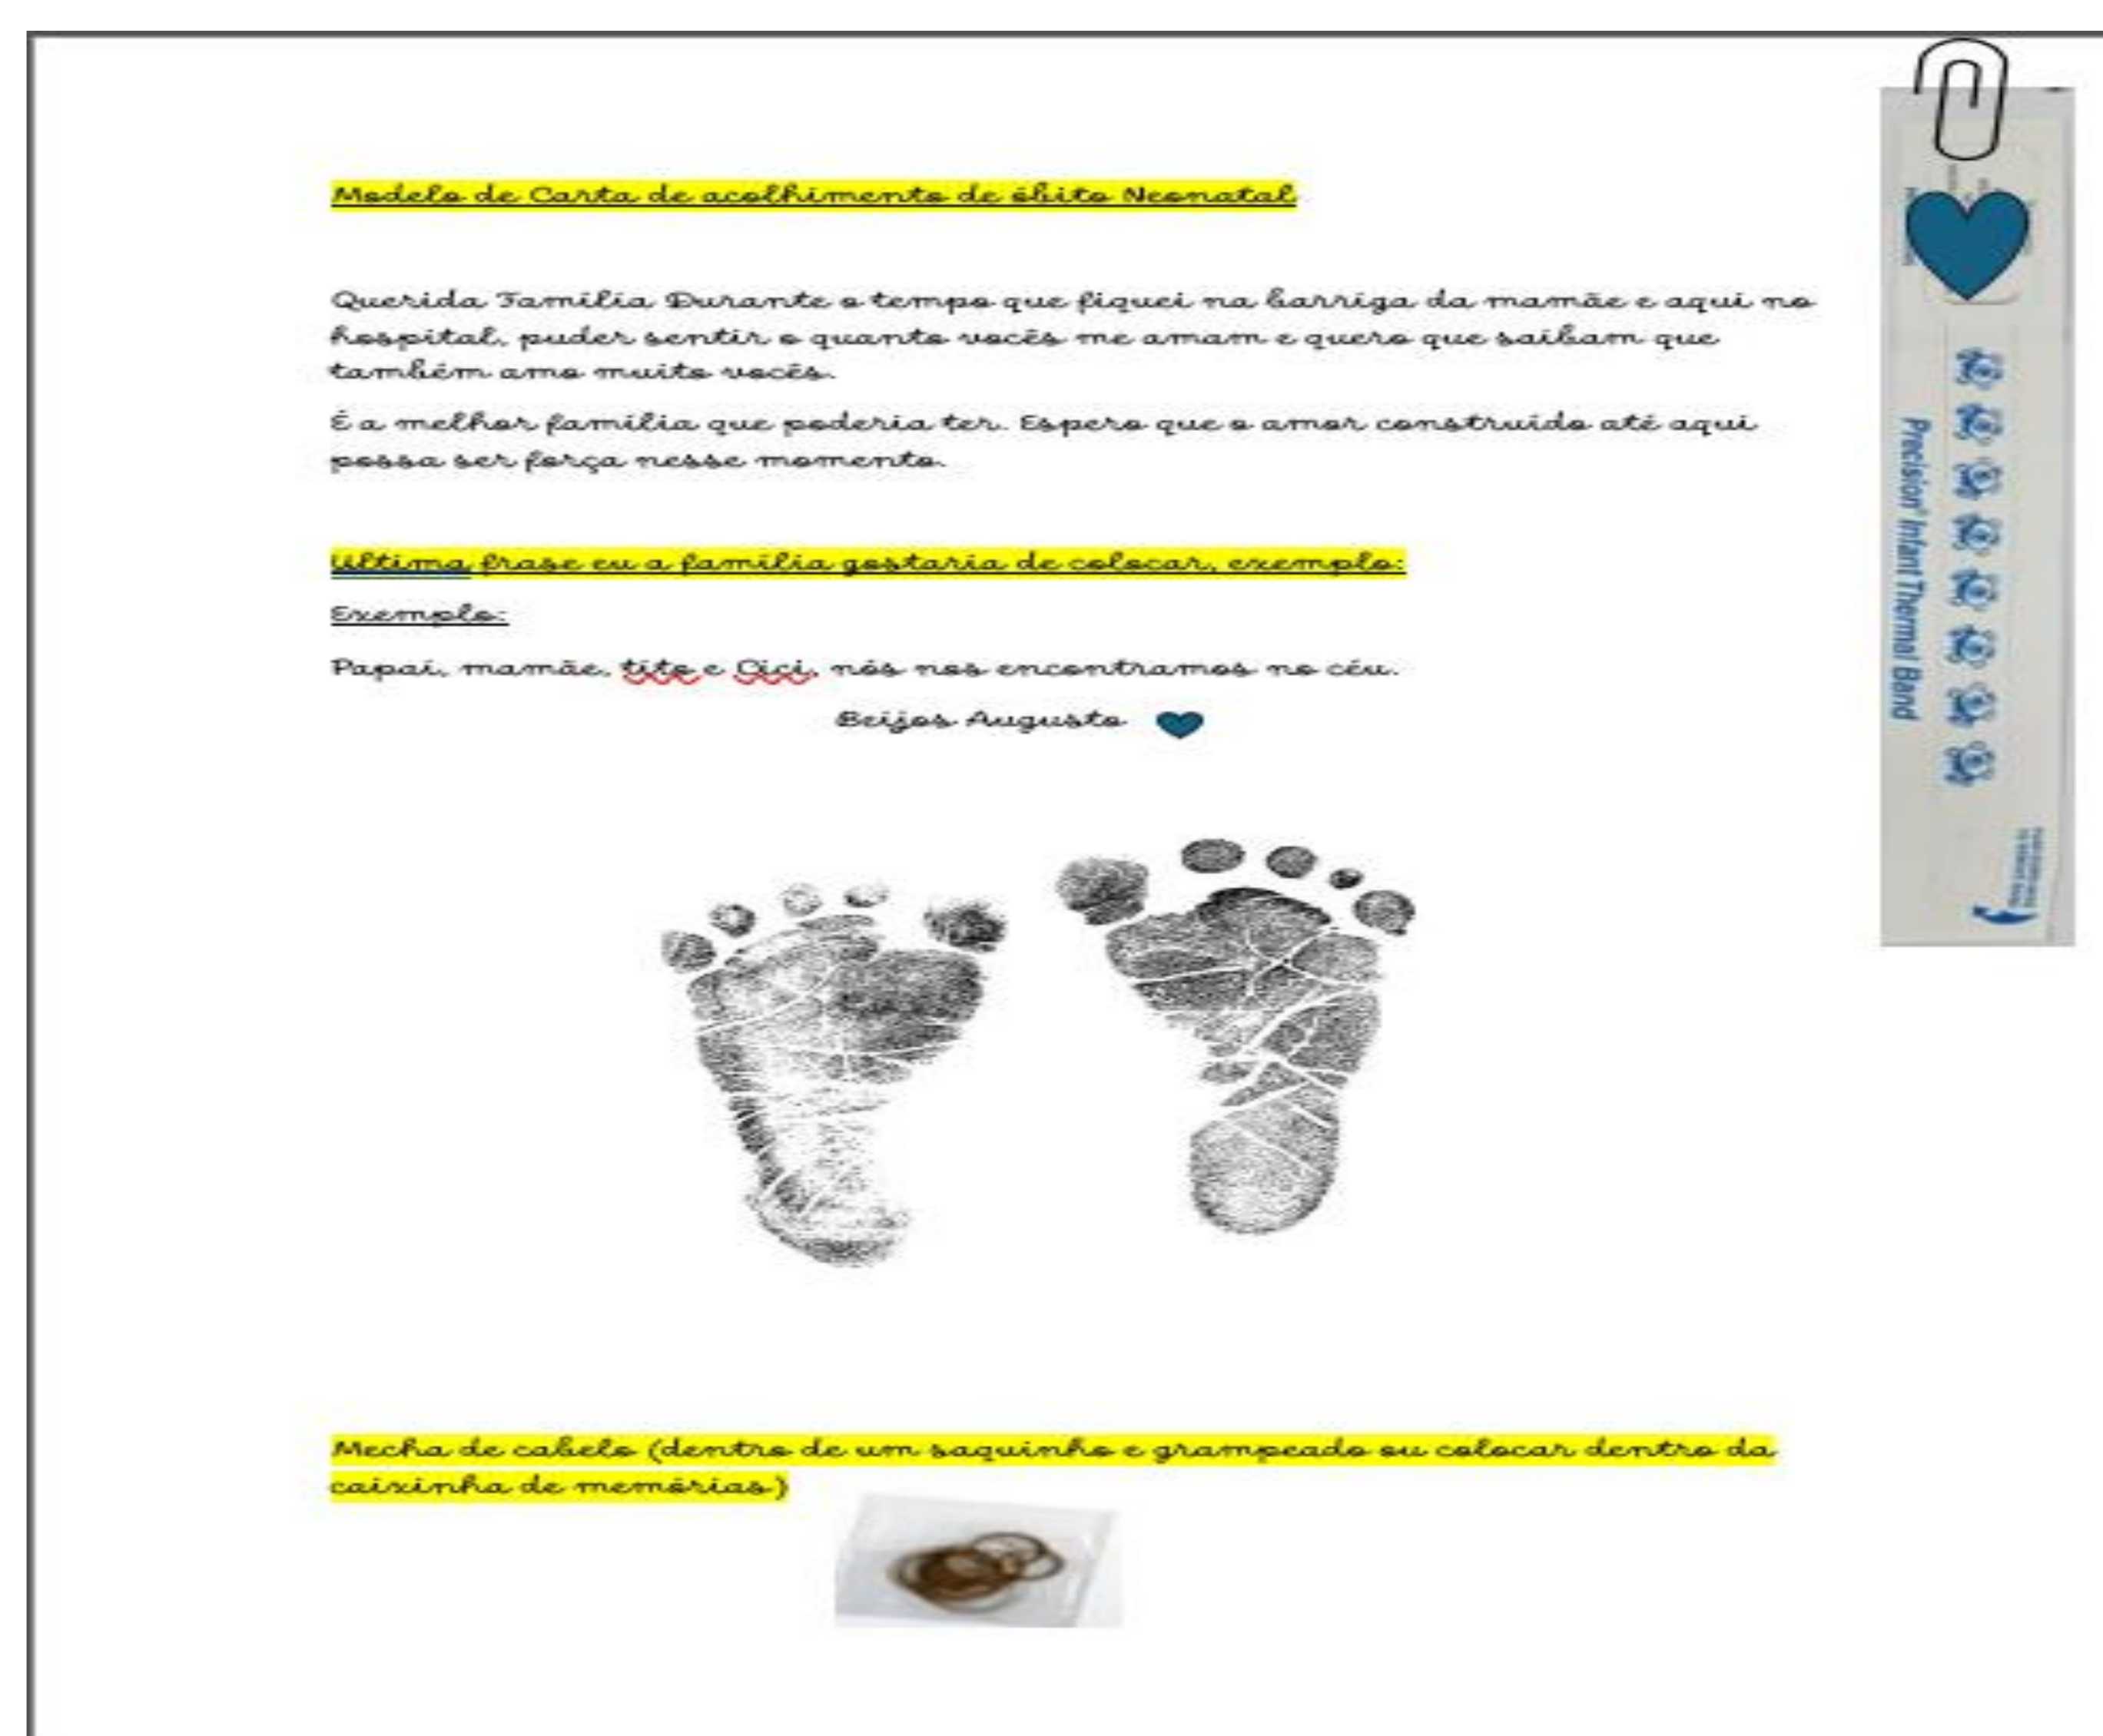 Modelo de Carta de acolhimento de óbito Neonatal
Querida Família Durante o tempo que fiquei na barriga da mamãe e aqui no
hospital, puder sentir o quanto vocês me amam e quero que saibam que
também amo muito vocês.
É a melhor família que poderia ter. Espero que o amor construído até aqui
possa ser força nesse momento.
Ultima frase eu a família gostaria de colocar, exemplo:
Exemplo:
Papai, mamãe, tito e Cici, nós nos encontramos no céu.
Beijos Augusto
Mecha de cabelo (dentro de um saquinho e grampeado ou colocar dentro da
caixinha de memórias)
Precision Infant Thermal Band